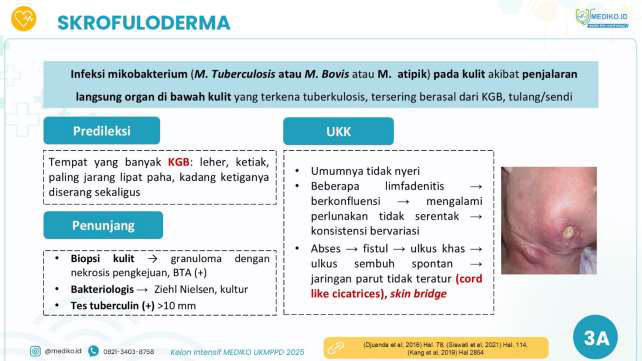 SKROFULODERMA
MEDIKO.ID
Infeksi mikobakterium (M. Tuberculosis atau M. Bovis atau M. atipik) pada kulit akibat penjalaran
langsung organ di bawah kulit yang terkena tuberkulosis, tersering berasal dari KGB, tulang/sendi
Predileksi
Tempat yang banyak KGB: leher, ketiak,
paling jarang lipat paha, kadang ketiganya
diserang sekaligus
Penunjang
• Biopsi kulit → granuloma dengan
nekrosis pengkejuan, BTA (+)
• Bakteriologis → Ziehl Nielsen, kultur
• Tes tuberculin (+) >10 mm
UKK
• Umumnya tidak nyeri
• Beberapa limfadenitis →
berkonfluensi → mengalami
perlunakan tidak serentak →
konsistensi bervariasi
• Abses → fistul → ulkus khas →
ulkus sembuh spontan →
jaringan parut tidak teratur (cord
like cicatrices), skin bridge
@mediko.id
0821-3403-8758
Kelan Intensif MEDIKO UKMPPD 2025
(Djuanda et al, 2016) Hal. 78. (Siswati et al, 2021) Hal, 114.
(Kang et al, 2019) Hal 2864
3A